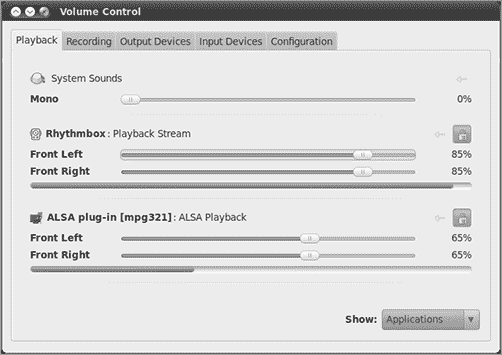 Volume Control
Playback Recording Output Devices Input Devices Configuration
System Sounds
Mono 0%
Rhythmbox: Playback Stream
Front Left 85%
Front Right 85%
ALSA plug-in [mpg321]: ALSA Playback
Front Left 65%
Front Right 65%
Show: Applications